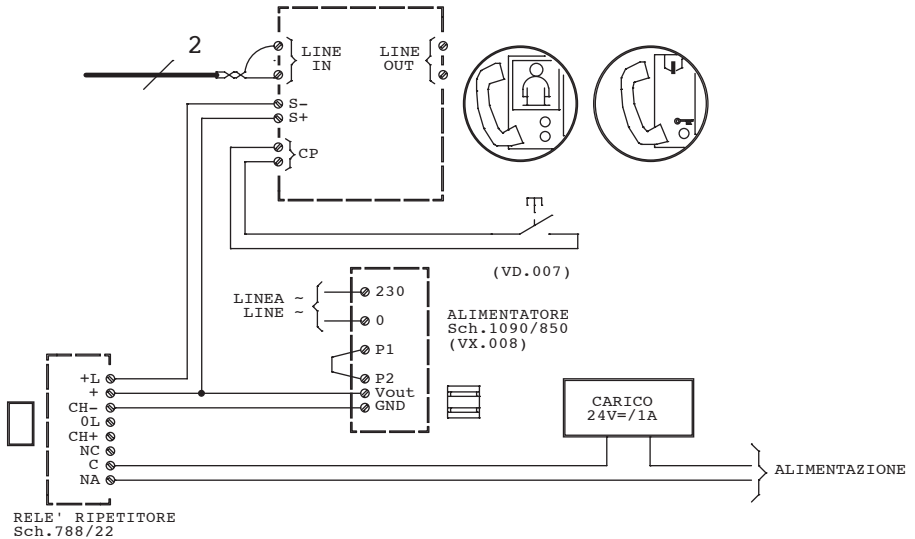 2
LINE
IN
LINE
OUT
S-
S+
CP
(VD.007)
LINEA ~
LINE ~
230
0
P1
P2
Vout
GND
ALIMENTATORE
Sch.1090/850
(VX.008)
+L
+
CH-
0L
CH+
NC
C
NA
CARICO
24V=/1A
ALIMENTAZIONE
RELE' RIPETITORE
Sch.788/22